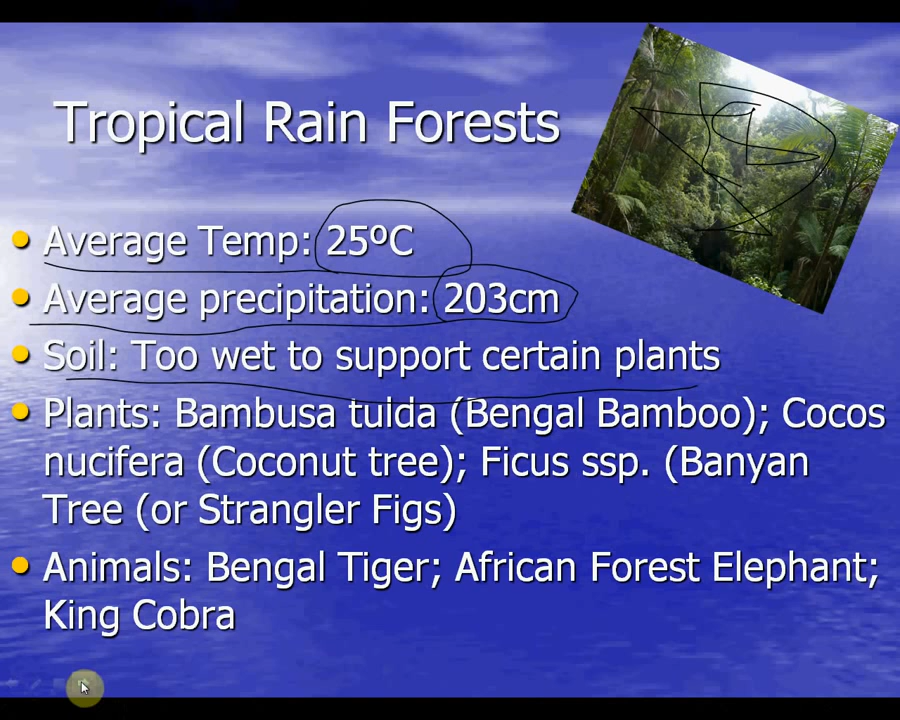 Tropical Rain Forests
• Average Temp: 25ºC
• Average precipitation: 203cm
• Soil: Too wet to support certain plants
• Plants: Bambusa tulda (Bengal Bamboo); Cocos
nucifera (Coconut tree); Ficus ssp. (Banyan
Tree (or Strangler Figs)
• Animals: Bengal Tiger; African Forest Elephant;
King Cobra